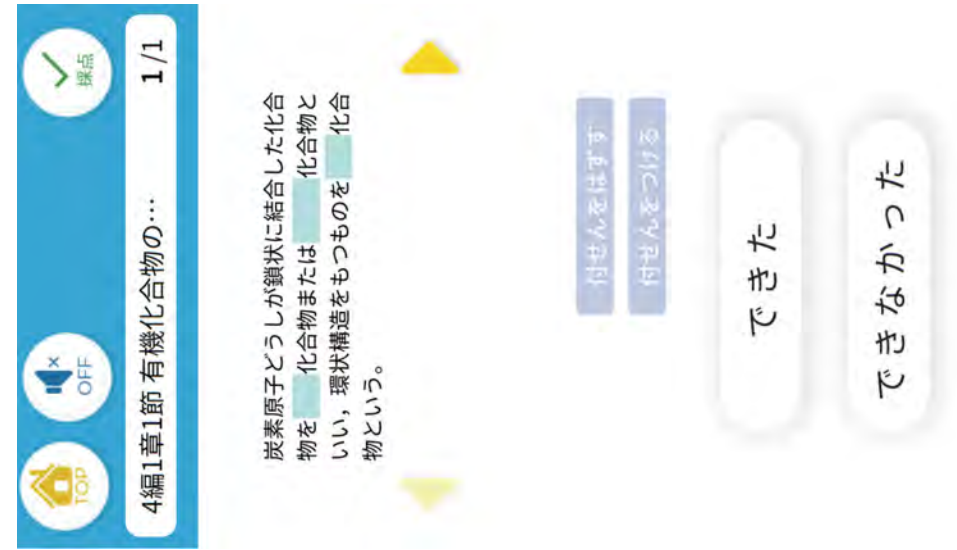 TOP
OFF
採点
4編1章1節 有機化合物の… 1/1
炭素原子どうしが鎖状に結合した化合
物を 化合物または 化合物と
いい，環状構造をもつものを 化合
物という。
付せんをはずす
付せんをつける
できた
できなかった